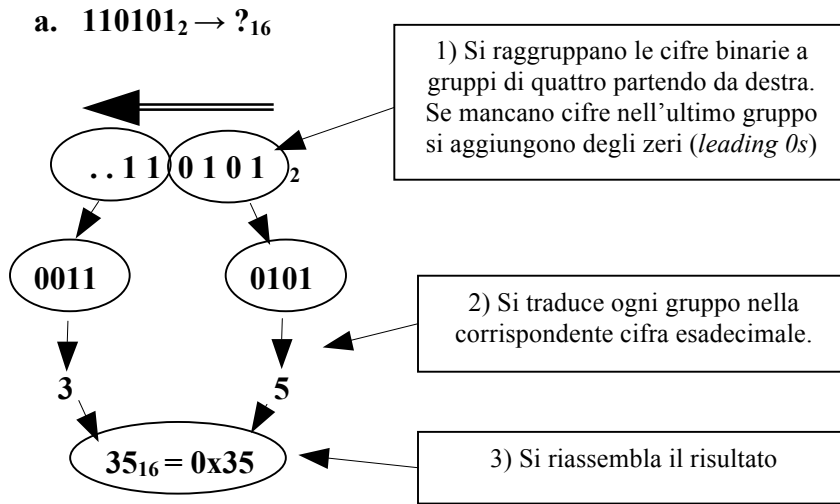 a. 110101₂ → ?₁₆
1) Si raggruppano le cifre binarie a
gruppi di quattro partendo da destra.
Se mancano cifre nell’ultimo gruppo
si aggiungono degli zeri (leading 0s)
. . 1 1 0 1 0 1 ₂
0011 0101
2) Si traduce ogni gruppo nella
corrispondente cifra esadecimale.
3 5
35₁₆ = 0x35
3) Si riassembla il risultato